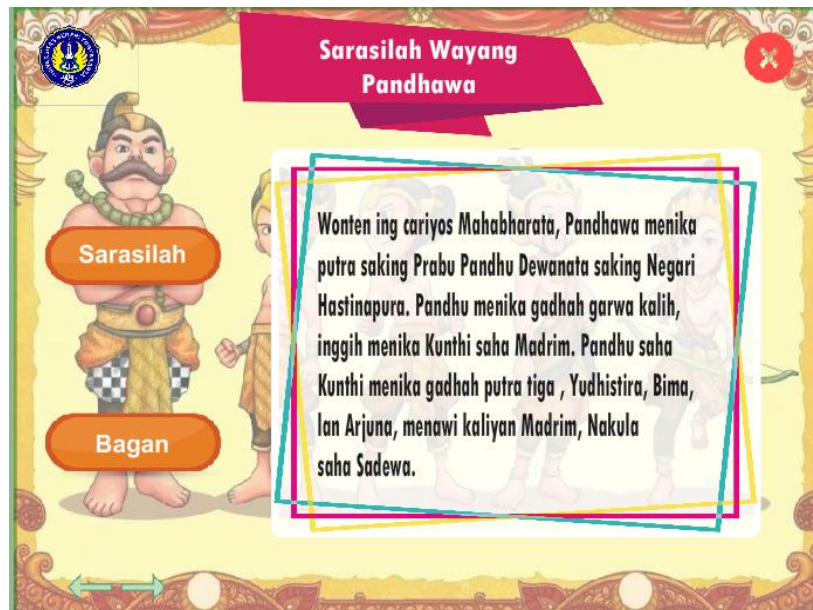 Sarasilah Wayang
Pandhawa
Wonten ing cariyos Mahabharata, Pandhawa menika
putra saking Prabu Pandhu Dewanata saking Negari
Hastinapura. Pandhu menika gadhah garwa kalih,
inggih menika Kunthi saha Madrim. Pandhu saha
Kunthi menika gadhah putra tiga , Yudhistira, Bima,
lan Arjuna, menawi kaliyan Madrim, Nakula
saha Sadewa.
Sarasilah
Bagan